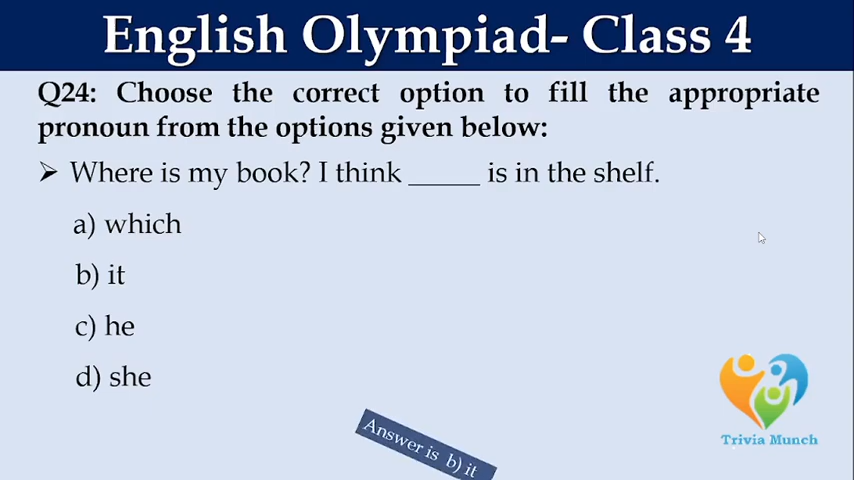 English Olympiad- Class 4
Q24: Choose the correct option to fill the appropriate
pronoun from the options given below:
➢ Where is my book? I think _____ is in the shelf.
a) which
b) it
c) he
d) she
Answer is b) it
Trivia Munch